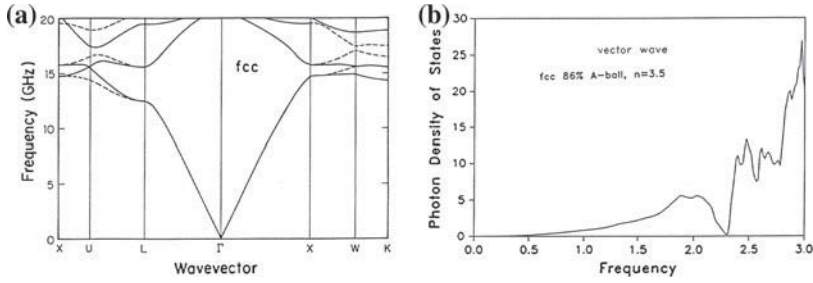 (a)
20
15
10
5
0
Frequency (GHz)
fcc
X U L Γ X W K
Wavevector
(b)
30
25
20
15
10
5
0
Photon Density of States
vector wave
fcc 86% A-ball, n=3.5
0.0 0.5 1.0 1.5 2.0 2.5 3.0
Frequency